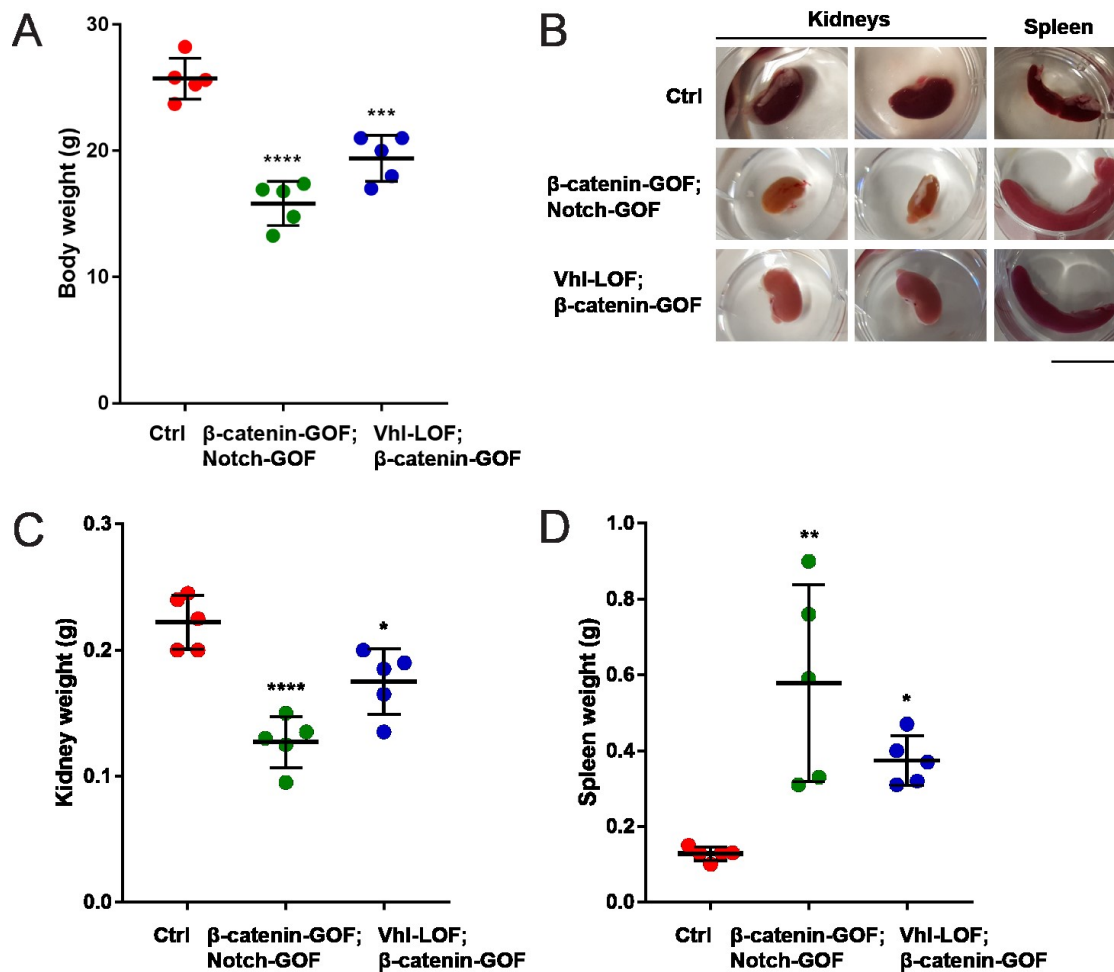 A
Body weight (g)
30
20
10
0
****
***
Ctrl
β-catenin-GOF;
Notch-GOF
Vhl-LOF;
β-catenin-GOF
B
Kidneys
Spleen
Ctrl
β-catenin-GOF;
Notch-GOF
Vhl-LOF;
β-catenin-GOF
C
Kidney weight (g)
0.3
0.2
0.1
0.0
****
*
Ctrl
β-catenin-GOF;
Notch-GOF
Vhl-LOF;
β-catenin-GOF
D
Spleen weight (g)
1.0
0.8
0.6
0.4
0.2
0.0
**
*
Ctrl
β-catenin-GOF;
Notch-GOF
Vhl-LOF;
β-catenin-GOF